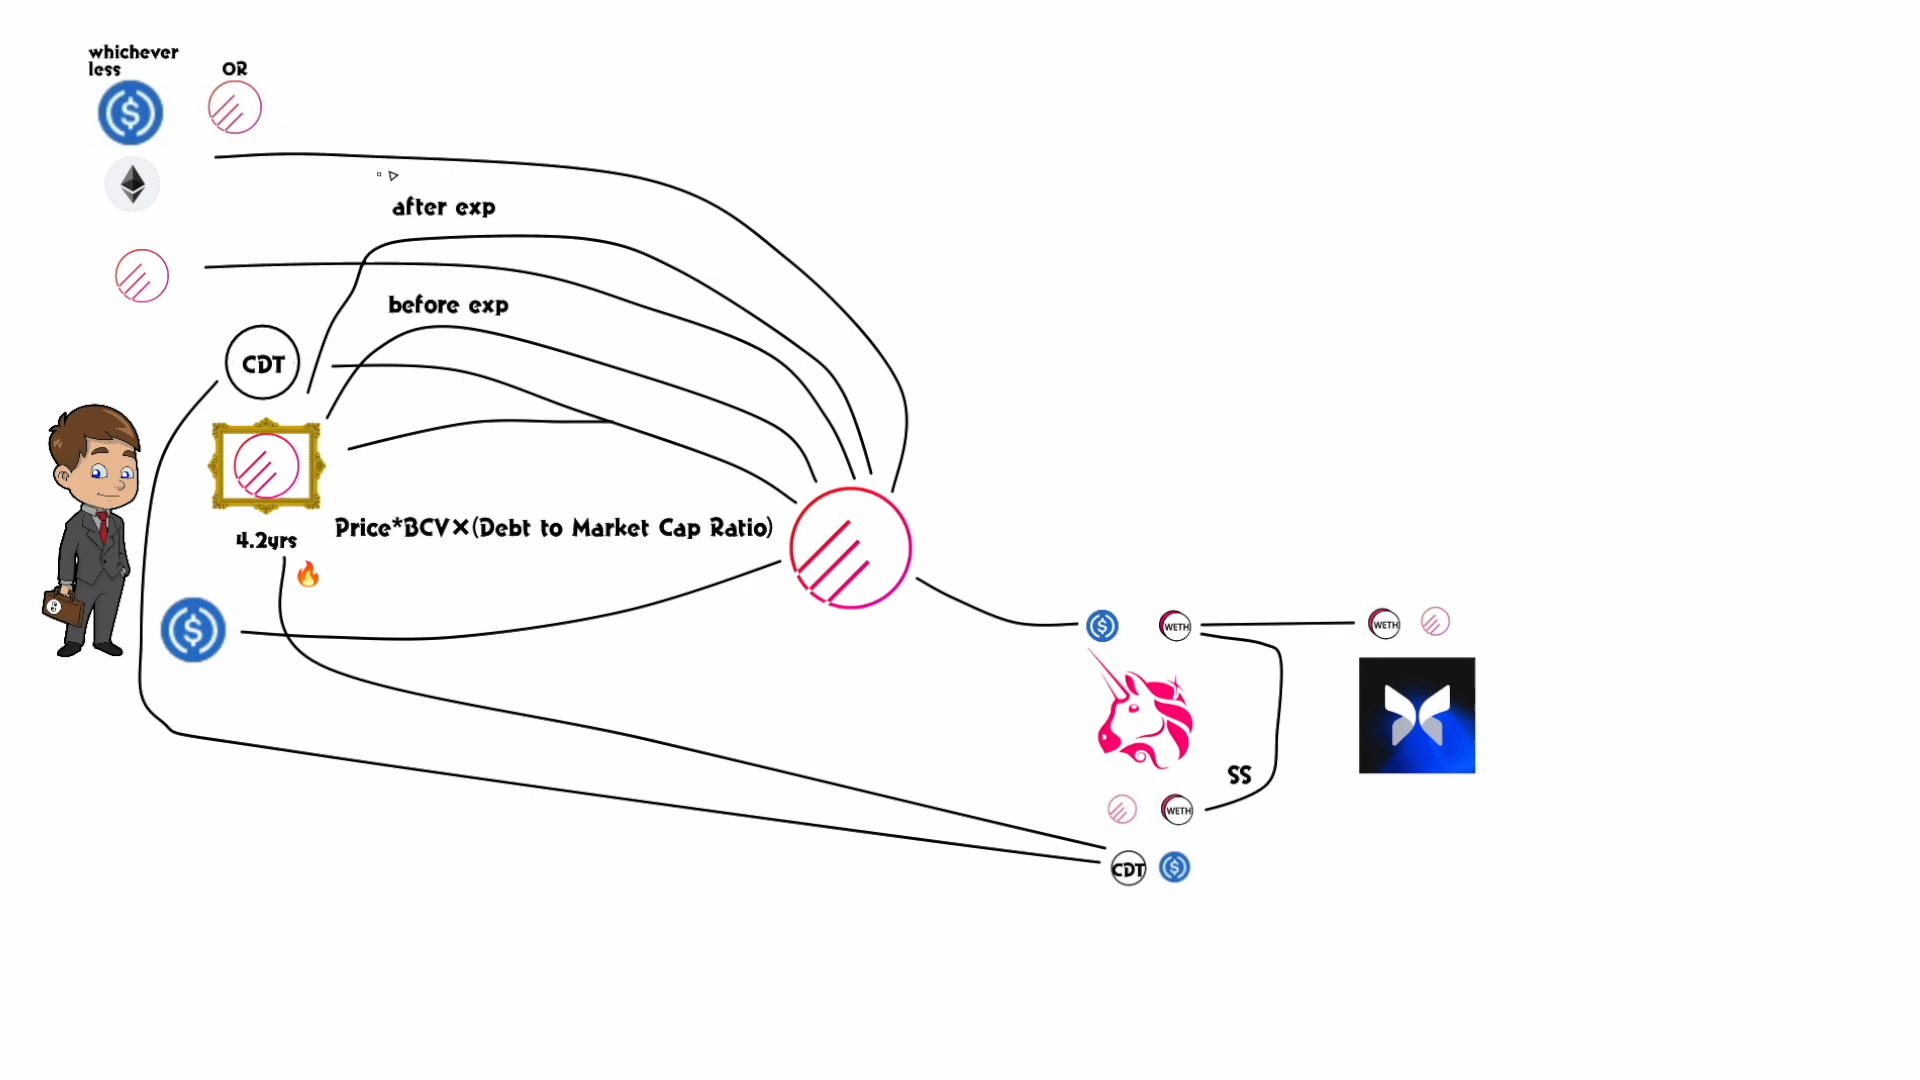 whichever
less
OR
after exp
before exp
CDT
Price*BCV×(Debt to Market Cap Ratio)
4.2yrs
WETH
WETH
SS
WETH
CDT